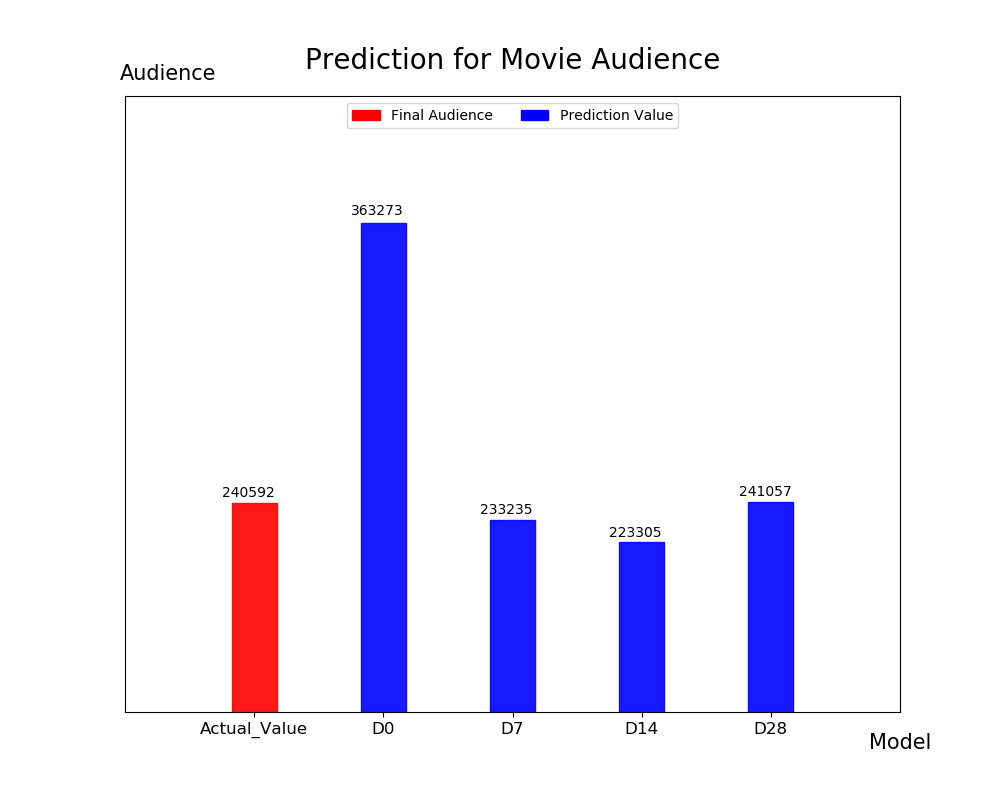 Prediction for Movie Audience
Audience
Final Audience Prediction Value
363273
240592
233235
223305
241057
Actual_Value D0 D7 D14 D28
Model